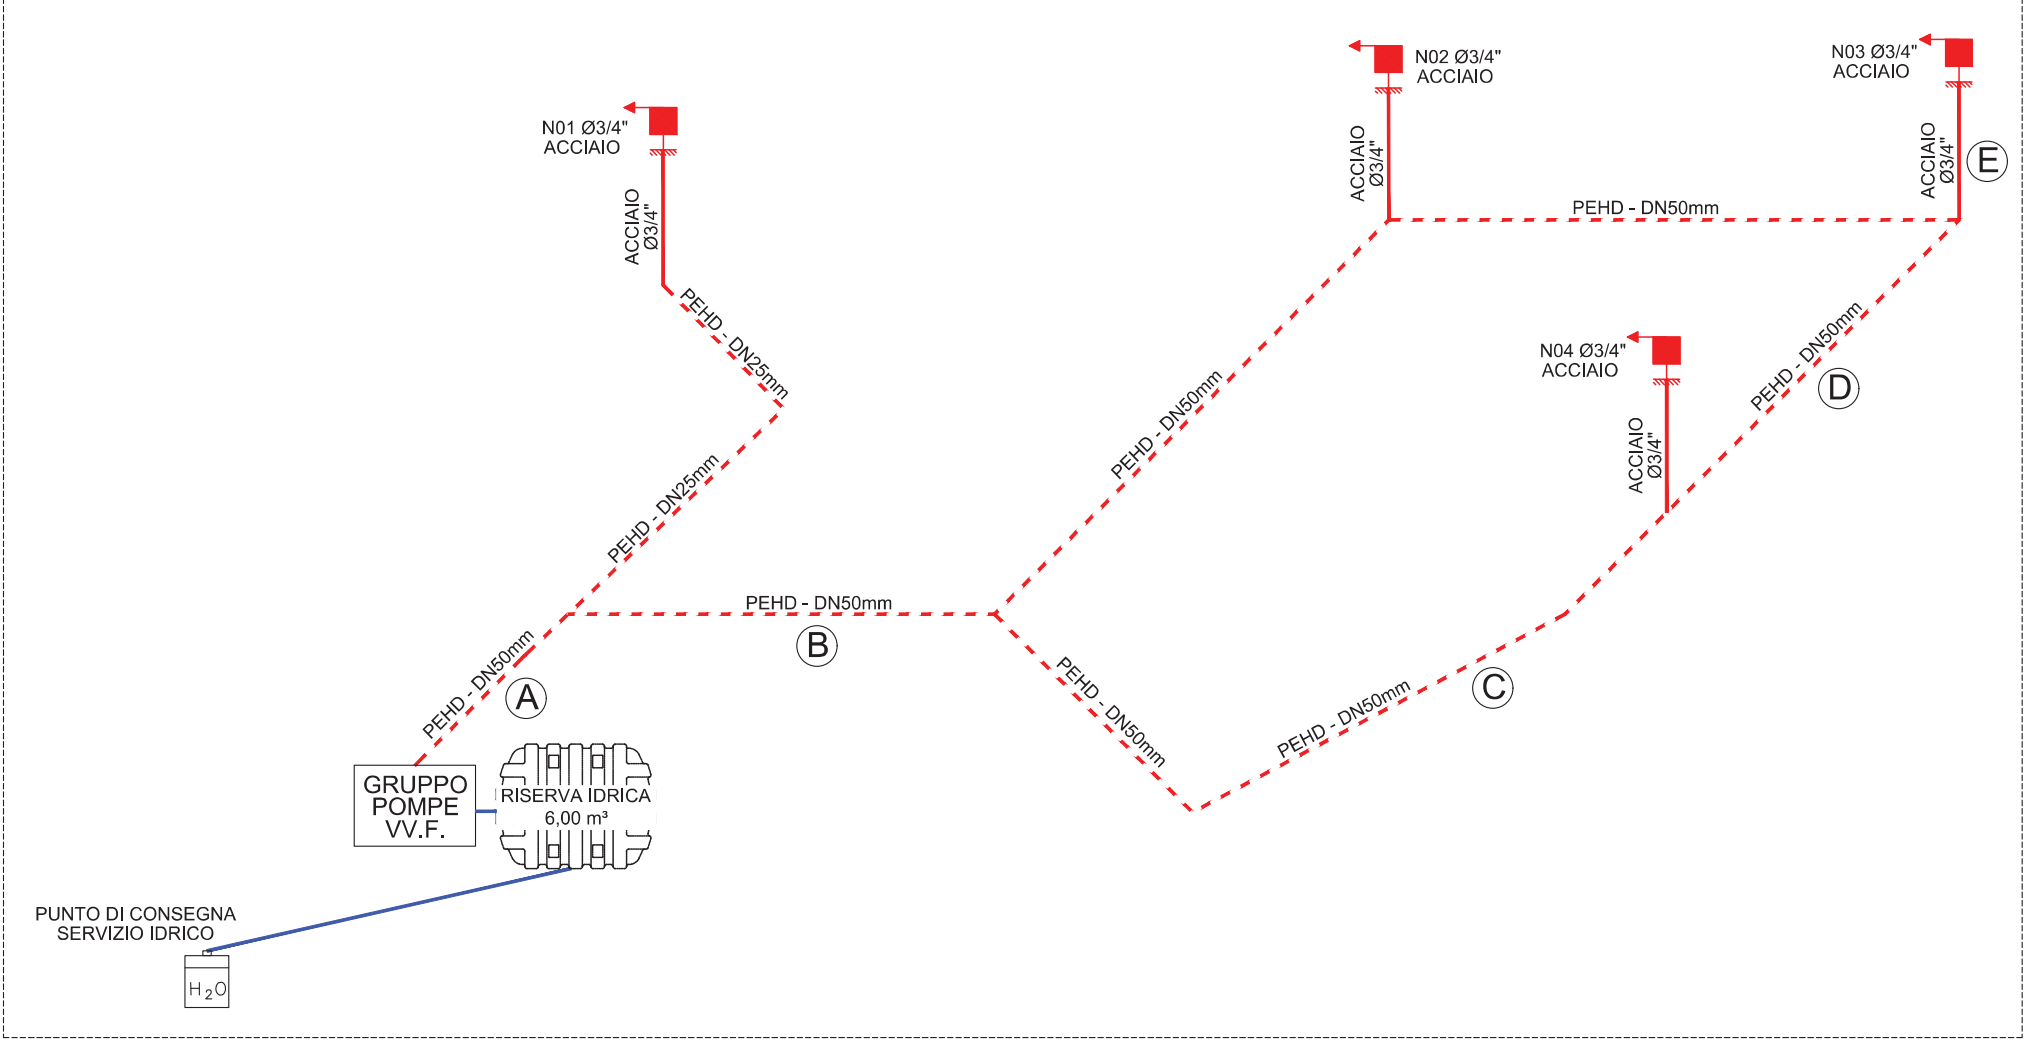 N02 Ø3/4"
ACCIAIO
N03 Ø3/4"
ACCIAIO
N01 Ø3/4"
ACCIAIO
ACCIAIO
Ø3/4"
ACCIAIO
Ø3/4"
E
ACCIAIO
Ø3/4"
PEHD - DN50mm
PEHD - DN25mm
N04 Ø3/4"
ACCIAIO
PEHD - DN50mm
D
PEHD - DN50mm
ACCIAIO
Ø3/4"
PEHD - DN25mm
PEHD - DN50mm
B
PEHD - DN50mm
A
PEHD - DN50mm
PEHD - DN50mm
C
GRUPPO
POMPE
VV.F.
RISERVA IDRICA
6,00 m³
PUNTO DI CONSEGNA
SERVIZIO IDRICO
H₂O